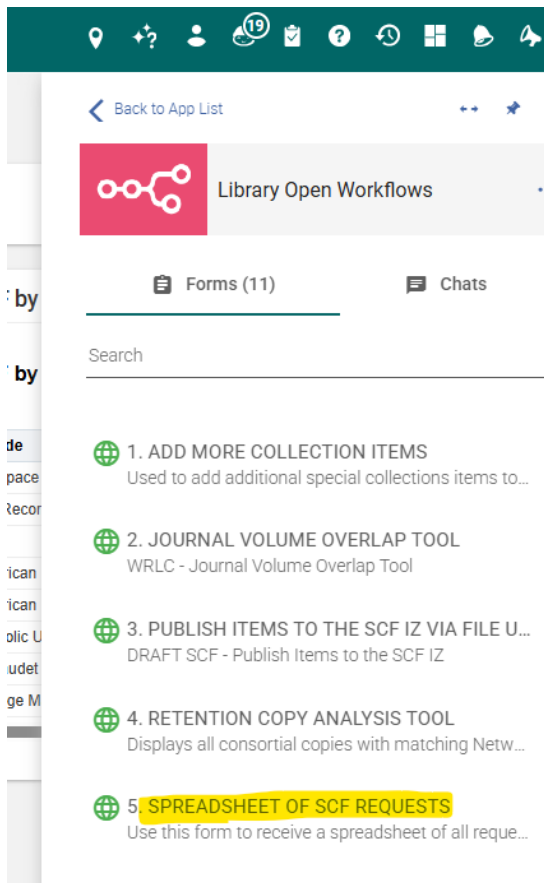 19
Back to App List
Library Open Workflows
Forms (11)
Chats
Search
by
by
de
pace
Recor
rican
rican
olic U
udet
ge M
1. ADD MORE COLLECTION ITEMS
Used to add additional special collections items to...
2. JOURNAL VOLUME OVERLAP TOOL
WRLC - Journal Volume Overlap Tool
3. PUBLISH ITEMS TO THE SCF IZ VIA FILE U...
DRAFT SCF - Publish Items to the SCF IZ
4. RETENTION COPY ANALYSIS TOOL
Displays all consortial copies with matching Netw...
5. SPREADSHEET OF SCF REQUESTS
Use this form to receive a spreadsheet of all reque...